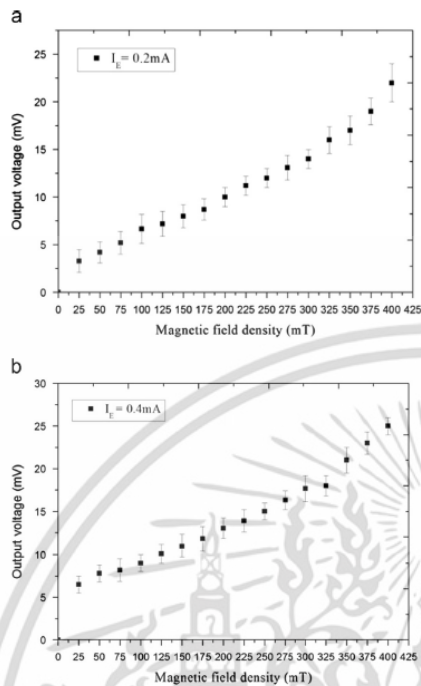 a
25
20
15
10
5
0
Output voltage (mV)
I_E = 0.2mA
25 50 75 100 125 150 175 200 225 250 275 300 325 350 375 400 425
Magnetic field density (mT)
b
30
25
20
15
10
5
0
Output voltage (mV)
I_E = 0.4mA
0 25 50 75 100 125 150 175 200 225 250 275 300 325 350 375 400 425
Magnetic field density (mT)